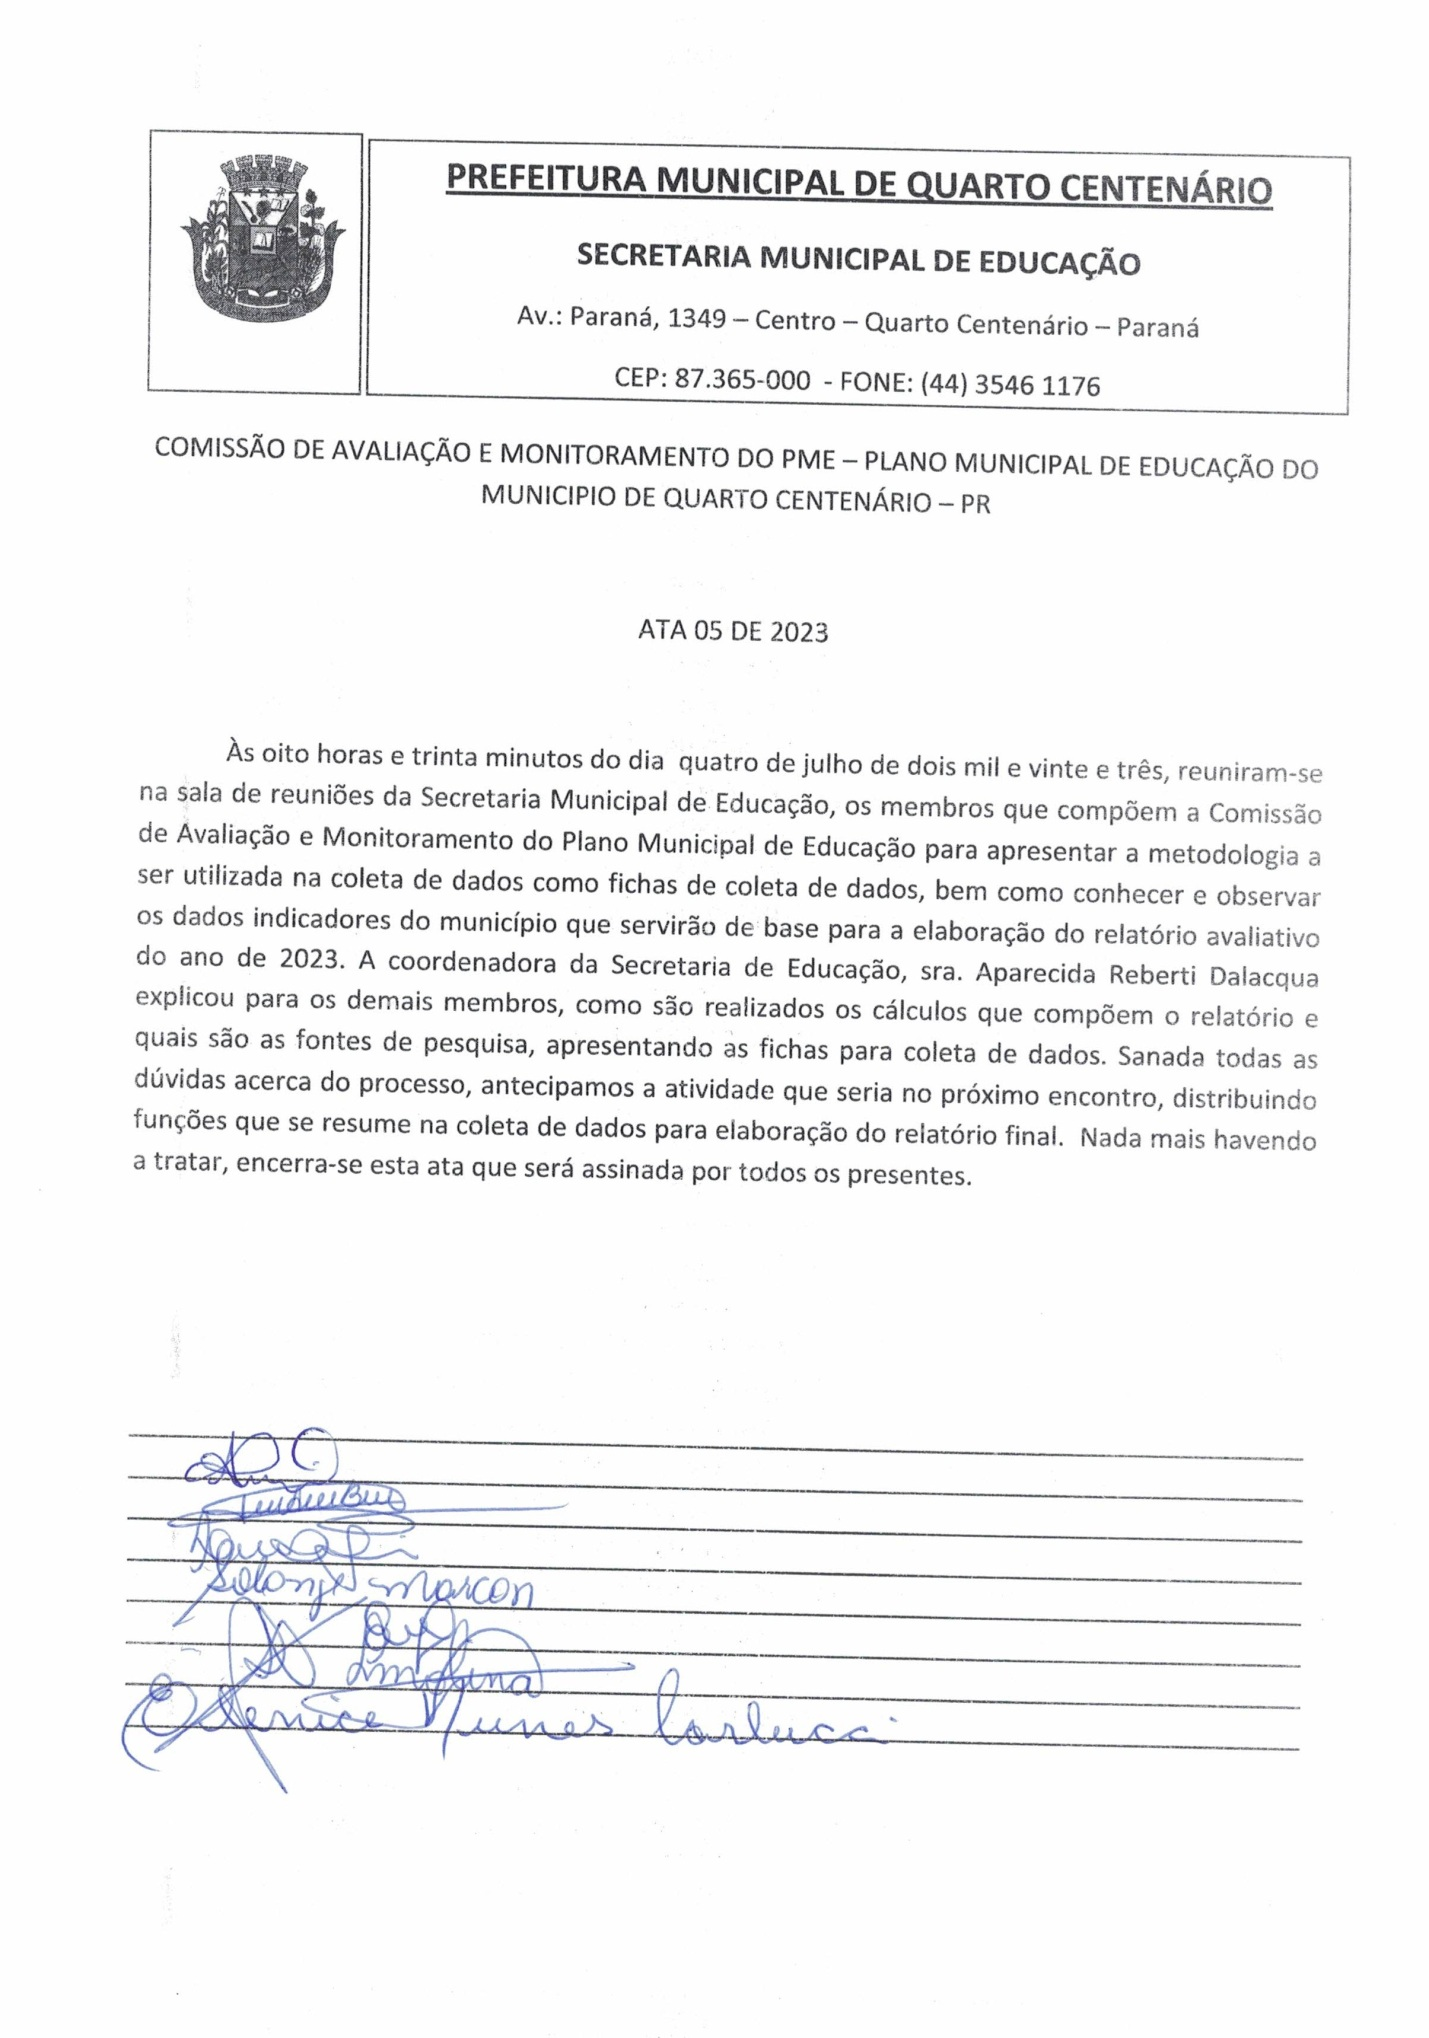 PREFEITURA MUNICIPAL DE QUARTO CENTENÁRIO
SECRETARIA MUNICIPAL DE EDUCAÇÃO
Av.: Paraná, 1349 – Centro – Quarto Centenário – Paraná
CEP: 87.365-000 - FONE: (44) 3546 1176
COMISSÃO DE AVALIAÇÃO E MONITORAMENTO DO PME – PLANO MUNICIPAL DE EDUCAÇÃO DO
MUNICIPIO DE QUARTO CENTENÁRIO – PR
ATA 05 DE 2023
Às oito horas e trinta minutos do dia quatro de julho de dois mil e vinte e três, reuniram-se
na sala de reuniões da Secretaria Municipal de Educação, os membros que compõem a Comissão
de Avaliação e Monitoramento do Plano Municipal de Educação para apresentar a metodologia a
ser utilizada na coleta de dados como fichas de coleta de dados, bem como conhecer e observar
os dados indicadores do município que servirão de base para a elaboração do relatório avaliativo
do ano de 2023. A coordenadora da Secretaria de Educação, sra. Aparecida Reberti Dalacqua
explicou para os demais membros, como são realizados os cálculos que compõem o relatório e
quais são as fontes de pesquisa, apresentando as fichas para coleta de dados. Sanada todas as
dúvidas acerca do processo, antecipamos a atividade que seria no próximo encontro, distribuindo
funções que se resume na coleta de dados para elaboração do relatório final. Nada mais havendo
a tratar, encerra-se esta ata que será assinada por todos os presentes.
Solange Marcon
Odenice Nunes Carlucci